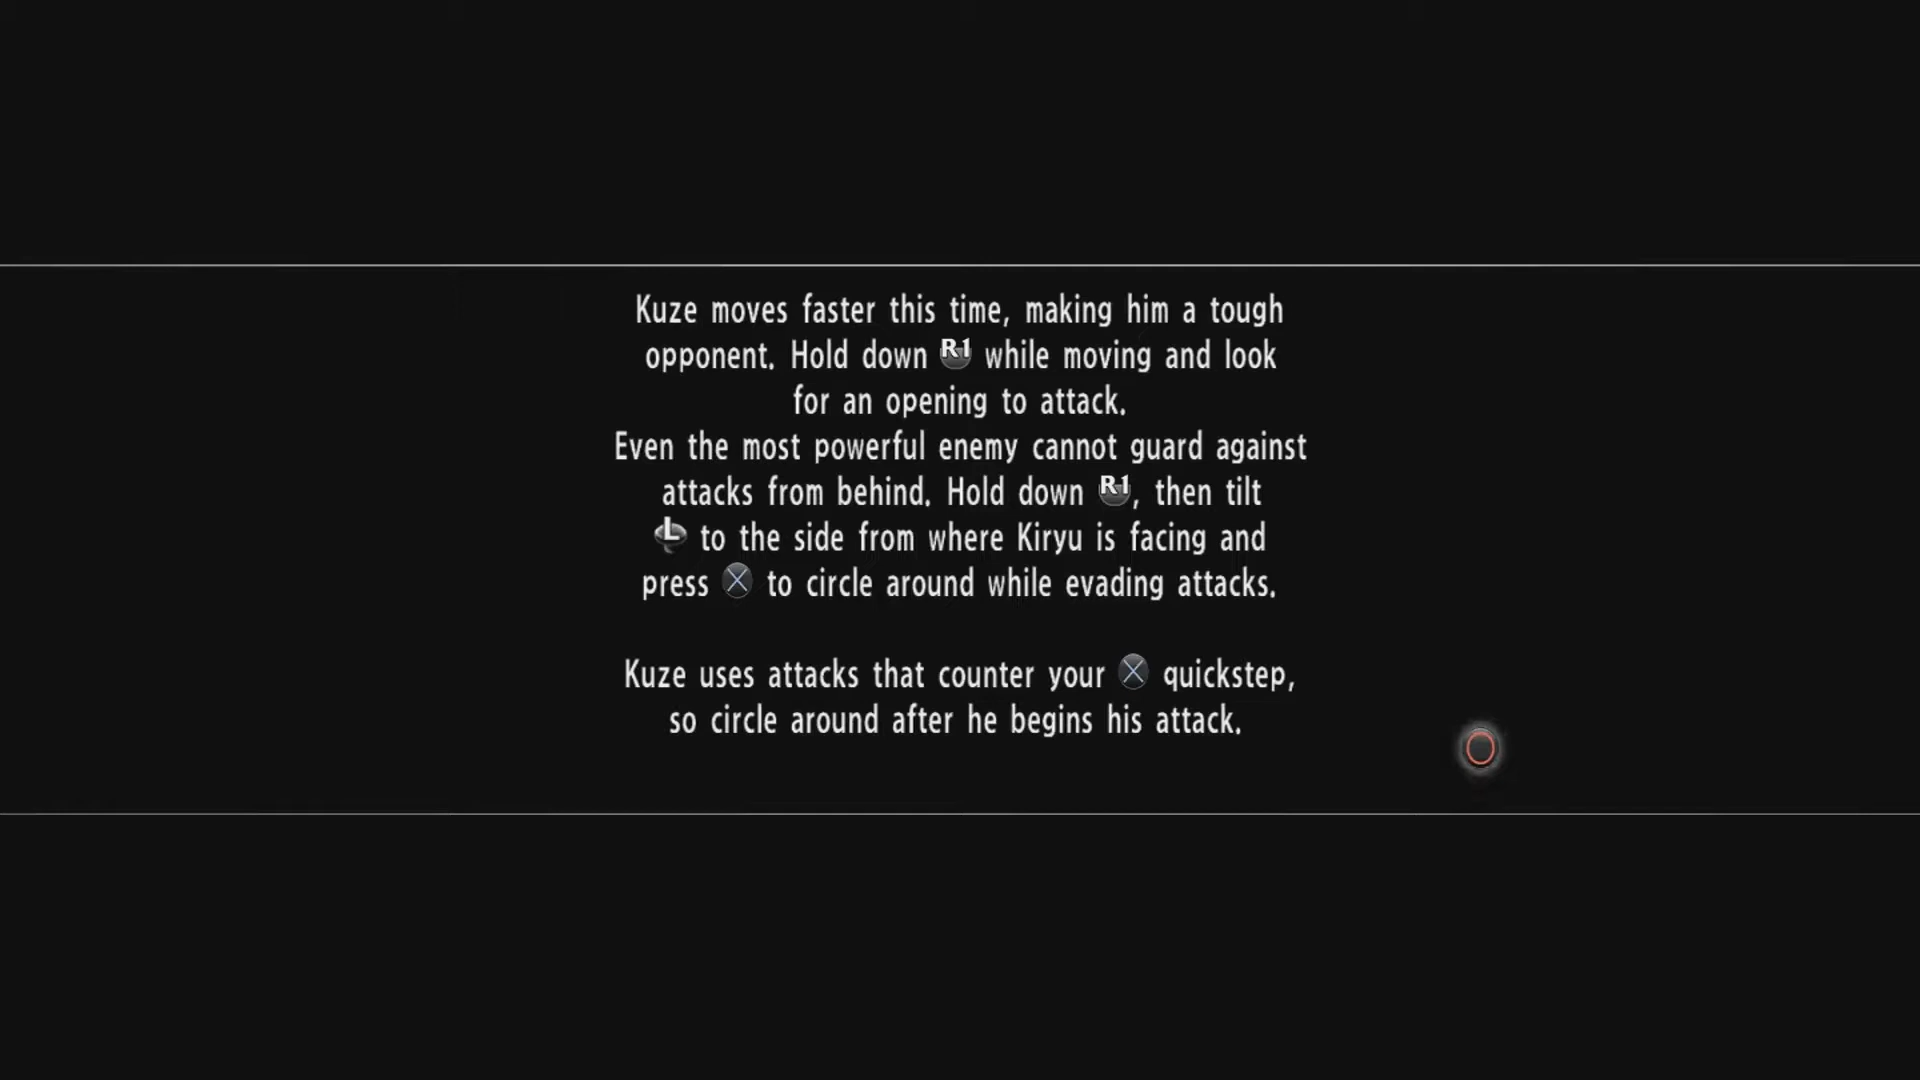 Kuze moves faster this time, making him a tough
opponent. Hold down R1 while moving and look
for an opening to attack.
Even the most powerful enemy cannot guard against
attacks from behind. Hold down R1, then tilt
L to the side from where Kiryu is facing and
press X to circle around while evading attacks.
Kuze uses attacks that counter your X quickstep,
so circle around after he begins his attack.